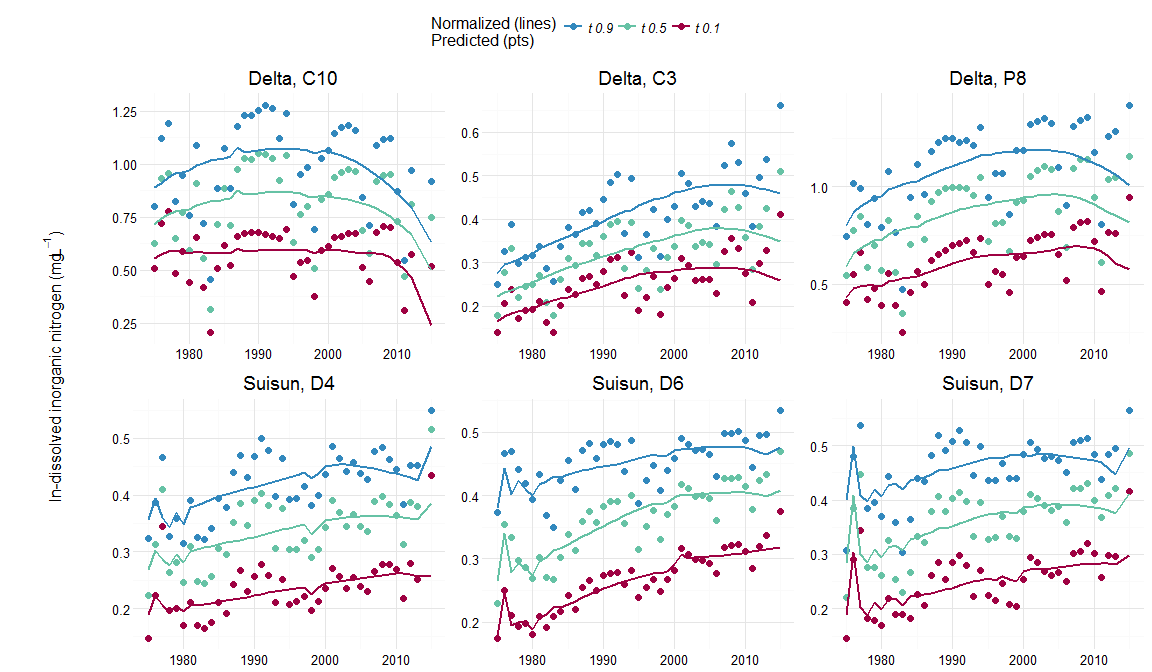 Normalized (lines)
Predicted (pts)
t 0.9 t 0.5 t 0.1
Delta, C10 Delta, C3 Delta, P8
1.25
1.00
0.75
0.50
0.25
1980 1990 2000 2010
0.6
0.5
0.4
0.3
0.2
1980 1990 2000 2010
1.0
0.5
1980 1990 2000 2010
ln-dissolved inorganic nitrogen (mg L⁻¹)
Suisun, D4 Suisun, D6 Suisun, D7
0.5
0.4
0.3
0.2
1980 1990 2000 2010
0.5
0.4
0.3
0.2
1980 1990 2000 2010
0.5
0.4
0.3
0.2
1980 1990 2000 2010